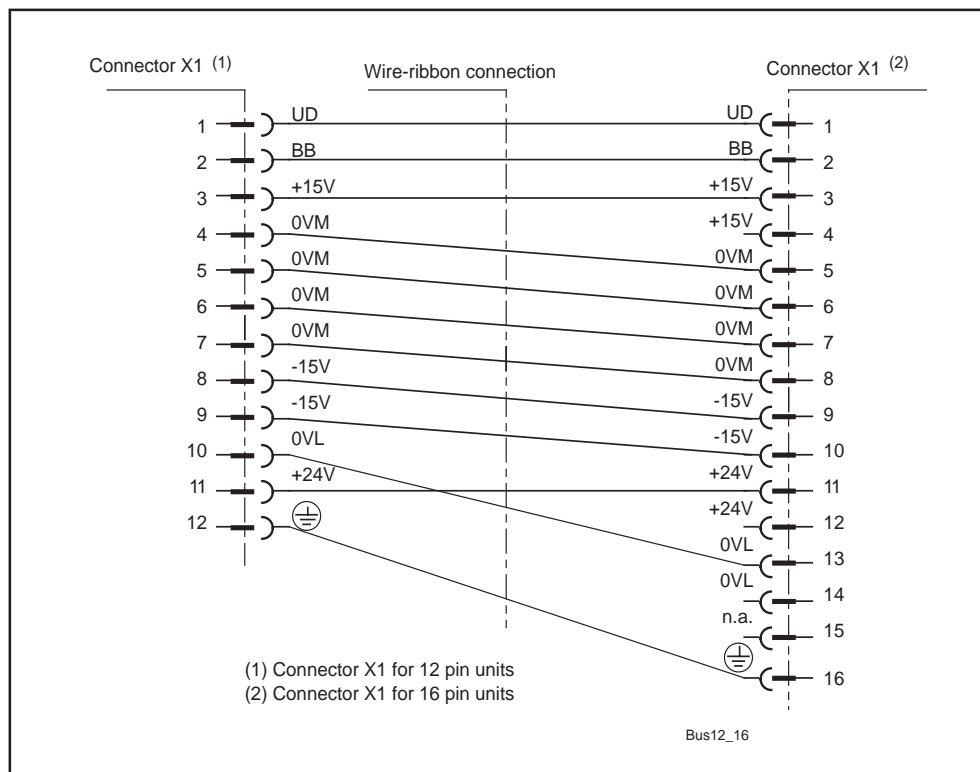 Connector X1 (1)
Wire-ribbon connection
Connector X1 (2)
1 UD UD 1
2 BB BB 2
3 +15V +15V 3
+15V 4
4 0VM
0VM 5
5 0VM
0VM 6
6 0VM
0VM 7
7 0VM
0VM 8
8 -15V
-15V 9
9 -15V
-15V 10
10 0VL
11 +24V +24V 11
+24V 12
12
0VL 13
0VL 14
n.a. 15
16
(1) Connector X1 for 12 pin units
(2) Connector X1 for 16 pin units
Bus12_16